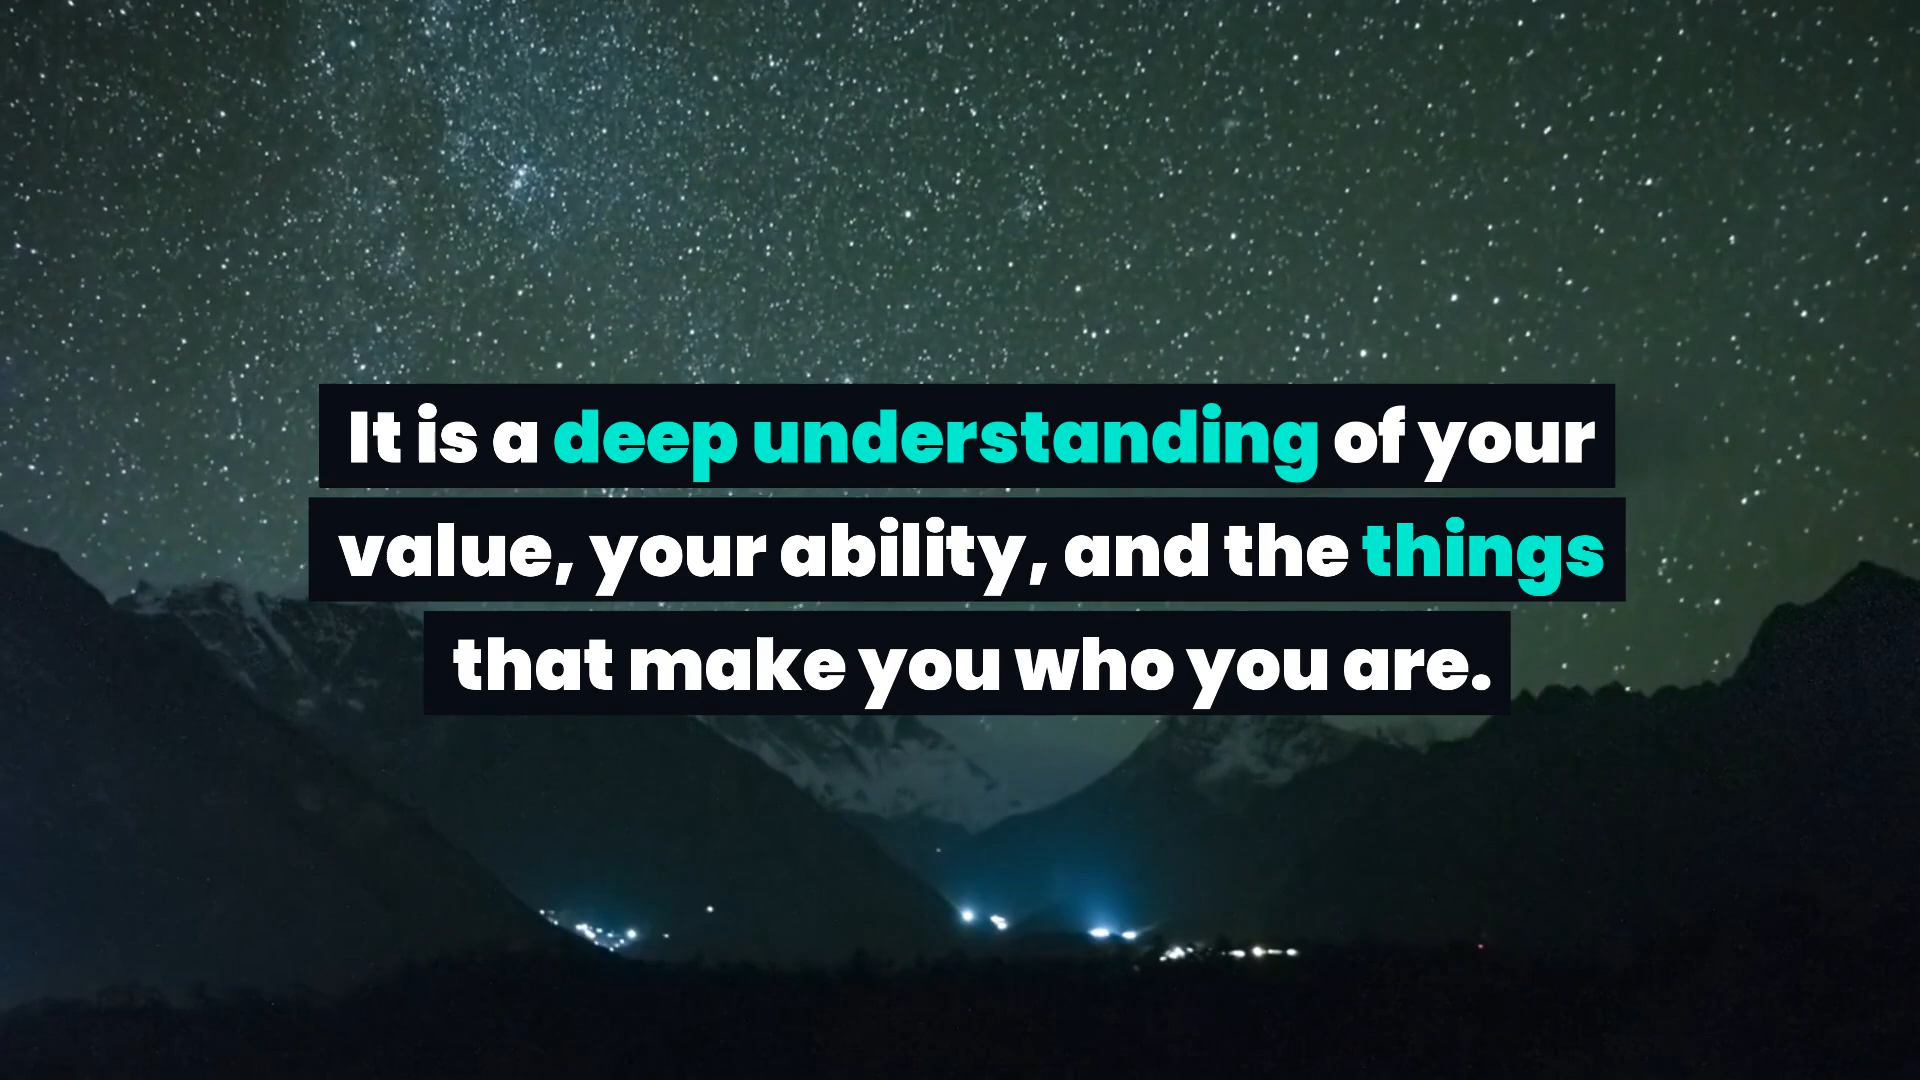 It is a deep understanding of your
value, your ability, and the things
that make you who you are.